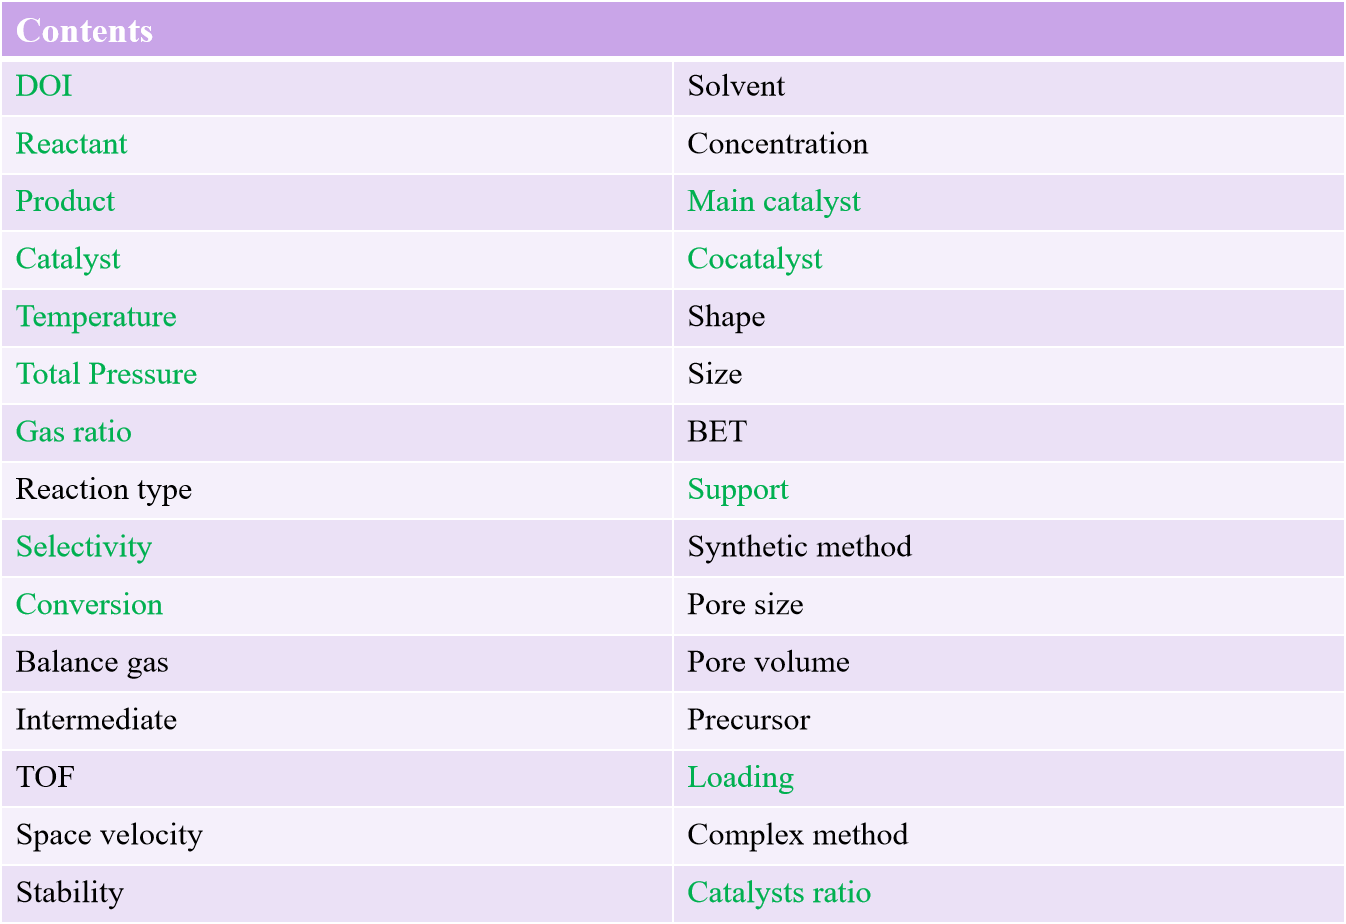 Contents
DOI Solvent
Reactant Concentration
Product Main catalyst
Catalyst Cocatalyst
Temperature Shape
Total Pressure Size
Gas ratio BET
Reaction type Support
Selectivity Synthetic method
Conversion Pore size
Balance gas Pore volume
Intermediate Precursor
TOF Loading
Space velocity Complex method
Stability Catalysts ratio